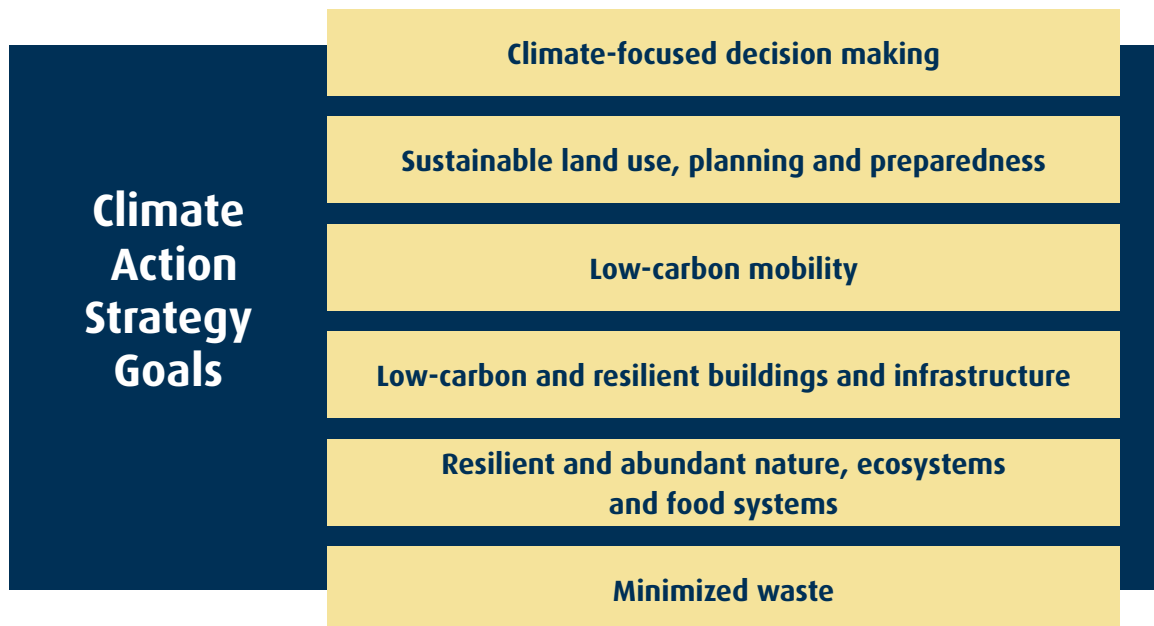 Climate
Action
Strategy
Goals
Climate-focused decision making
Sustainable land use, planning and preparedness
Low-carbon mobility
Low-carbon and resilient buildings and infrastructure
Resilient and abundant nature, ecosystems
and food systems
Minimized waste